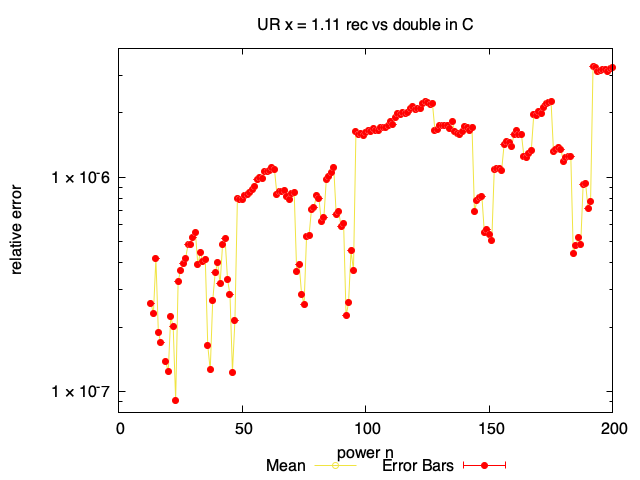 UR x = 1.11 rec vs double in C
relative error
1 × 10⁻⁶
1 × 10⁻⁷
0 50 100 150 200
power n
Mean Error Bars